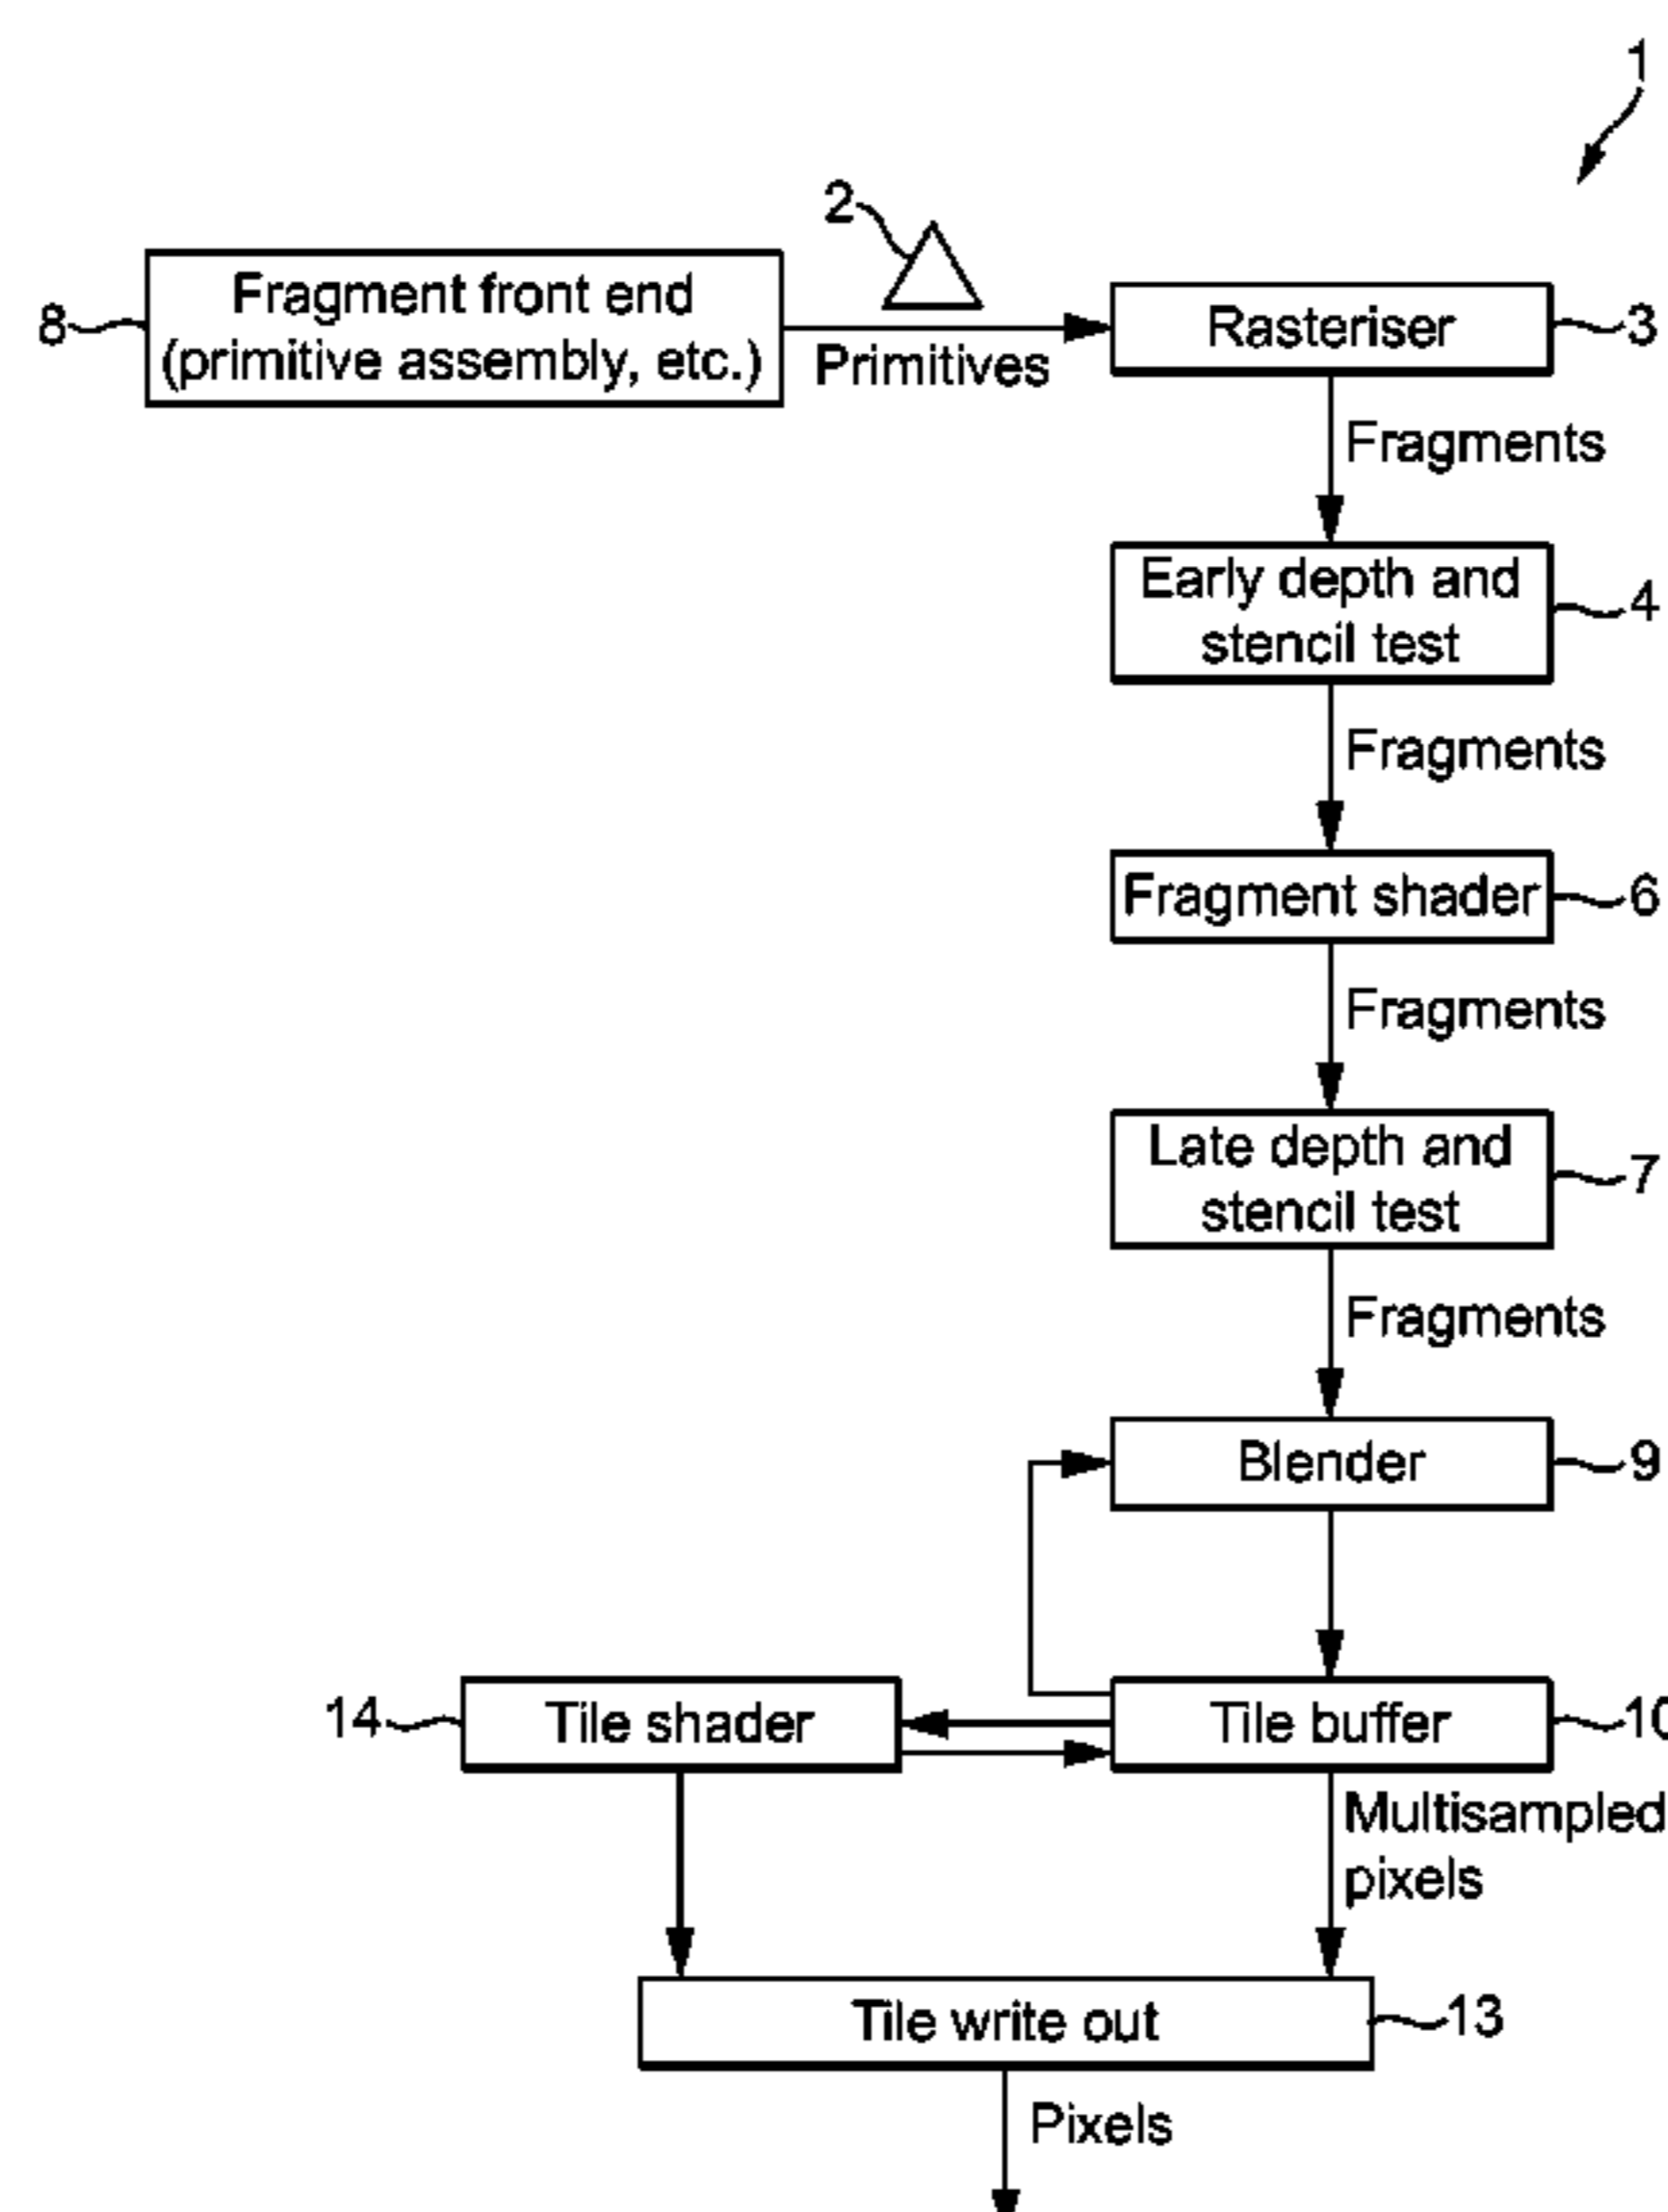 1
2
Fragment front end
(primitive assembly, etc.)
8
Primitives
Rasteriser
3
Fragments
Early depth and
stencil test
4
Fragments
Fragment shader
6
Fragments
Late depth and
stencil test
7
Fragments
Blender
9
14
Tile shader
Tile buffer
10
Multisampled
pixels
Tile write out
13
Pixels